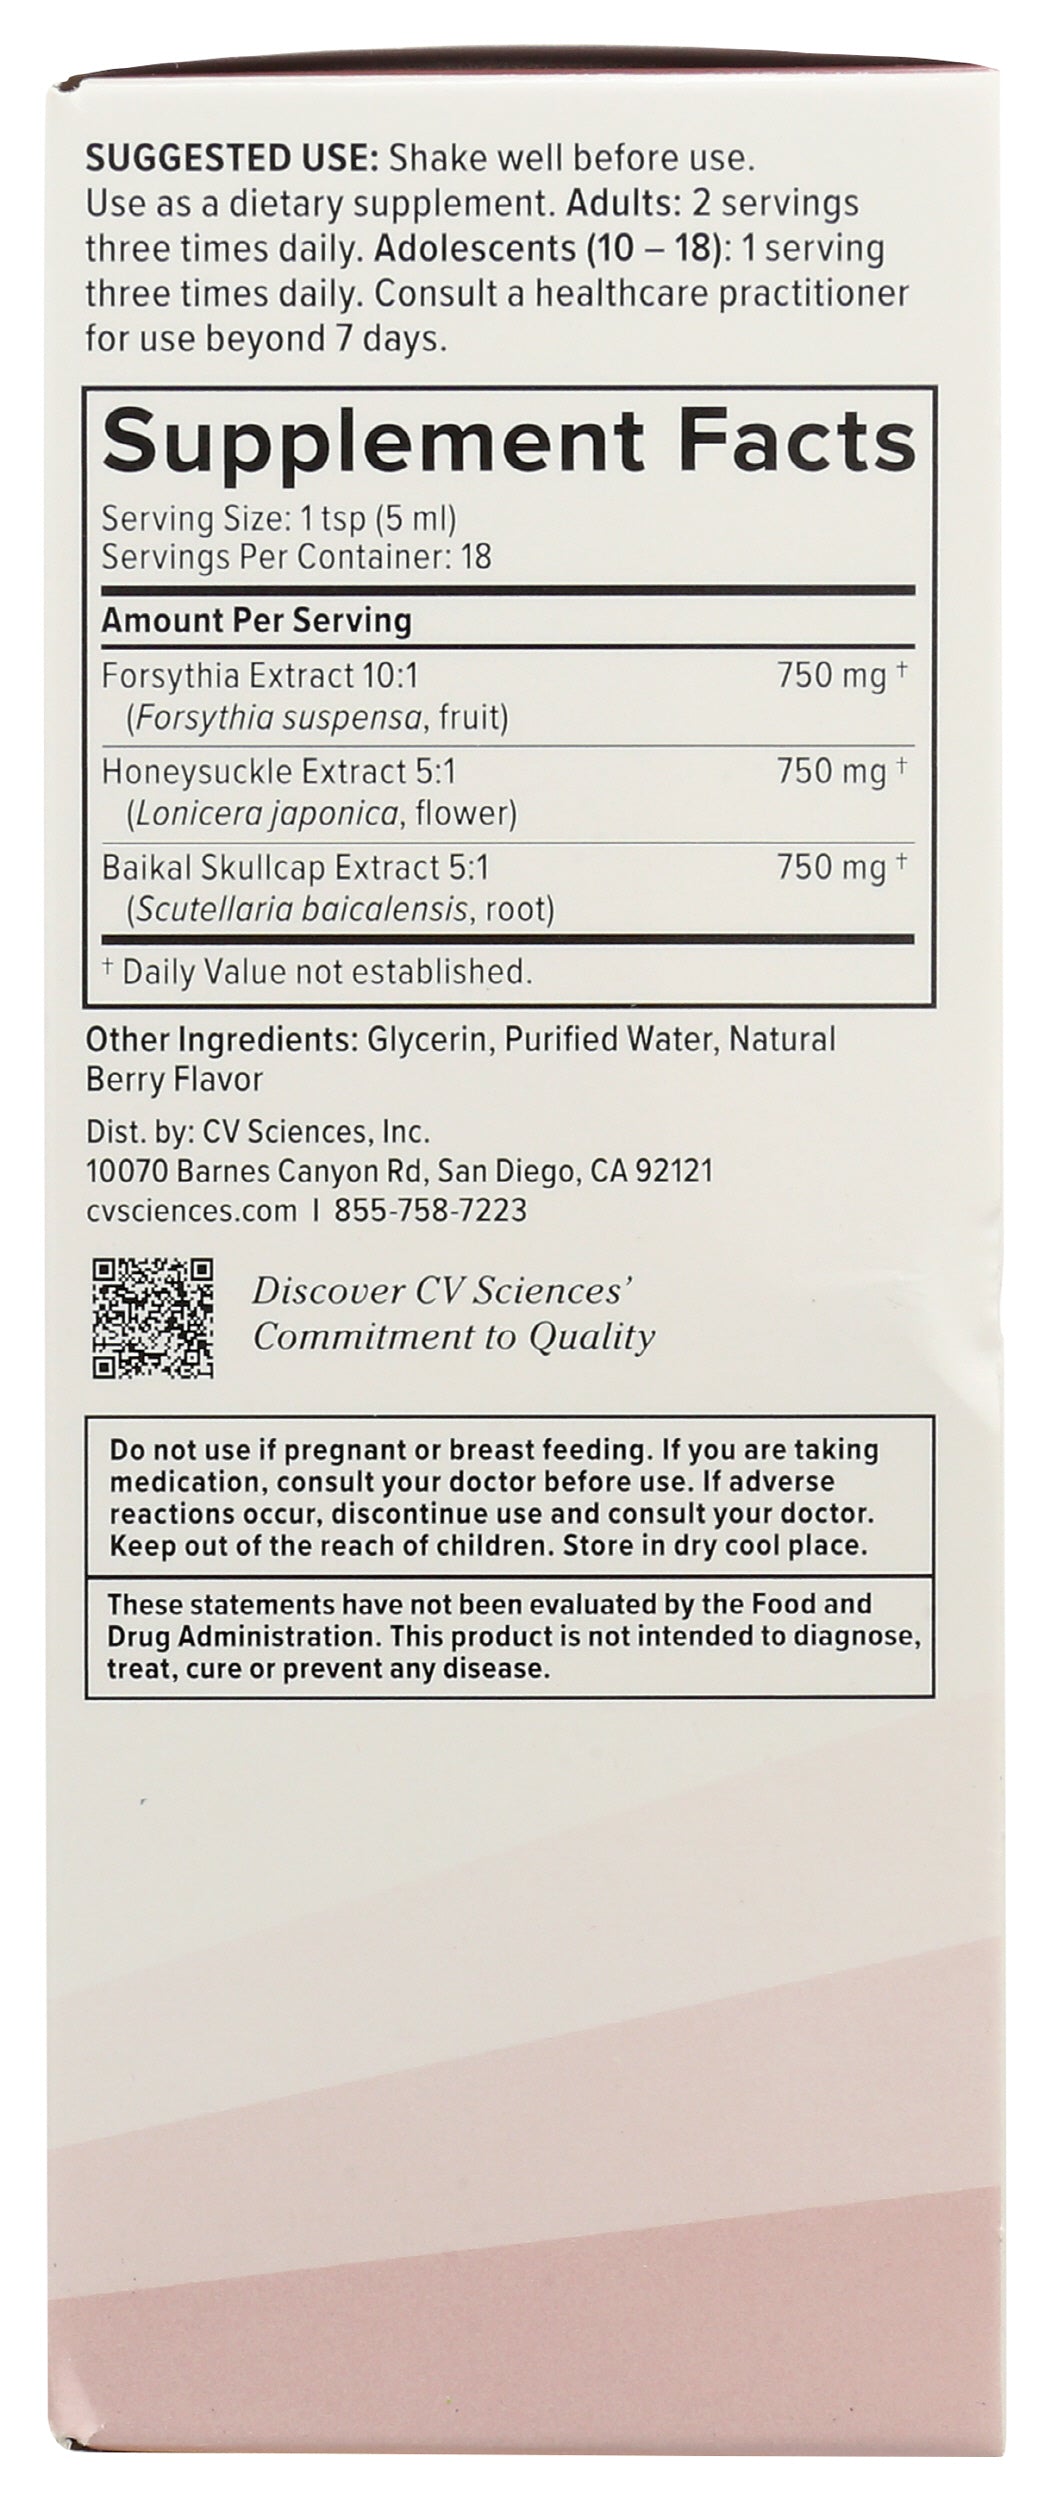 SUGGESTED USE: Shake well before use.
Use as a dietary supplement. Adults: 2 servings
three times daily. Adolescents (10 – 18): 1 serving
three times daily. Consult a healthcare practitioner
for use beyond 7 days.
Supplement Facts
Serving Size: 1 tsp (5 ml)
Servings Per Container: 18
Amount Per Serving
Forsythia Extract 10:1 750 mg †
(Forsythia suspensa, fruit)
Honeysuckle Extract 5:1 750 mg †
(Lonicera japonica, flower)
Baikal Skullcap Extract 5:1 750 mg †
(Scutellaria baicalensis, root)
† Daily Value not established.
Other Ingredients: Glycerin, Purified Water, Natural
Berry Flavor
Dist. by: CV Sciences, Inc.
10070 Barnes Canyon Rd, San Diego, CA 92121
cvsciences.com | 855-758-7223
Discover CV Sciences’
Commitment to Quality
Do not use if pregnant or breast feeding. If you are taking
medication, consult your doctor before use. If adverse
reactions occur, discontinue use and consult your doctor.
Keep out of the reach of children. Store in dry cool place.
These statements have not been evaluated by the Food and
Drug Administration. This product is not intended to diagnose,
treat, cure or prevent any disease.